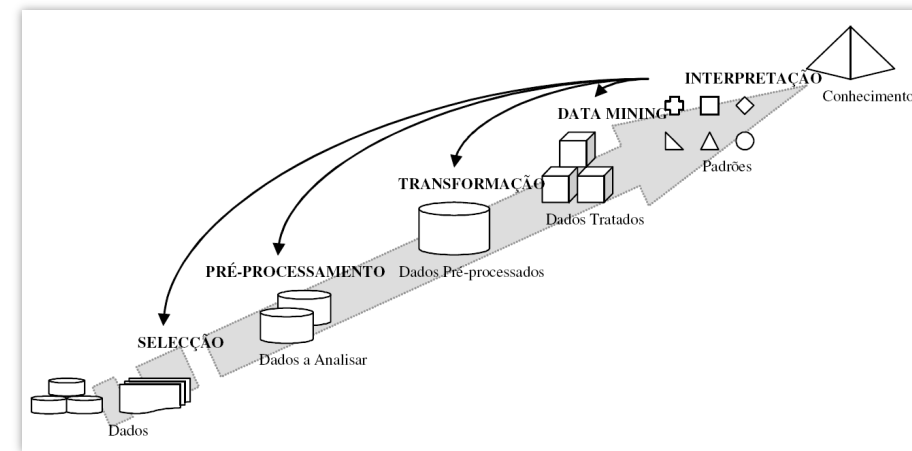 INTERPRETAÇÃO
Conhecimento
DATA MINING
Padrões
TRANSFORMAÇÃO
Dados Tratados
PRÉ-PROCESSAMENTO
Dados Pré-processados
SELECÇÃO
Dados a Analisar
Dados